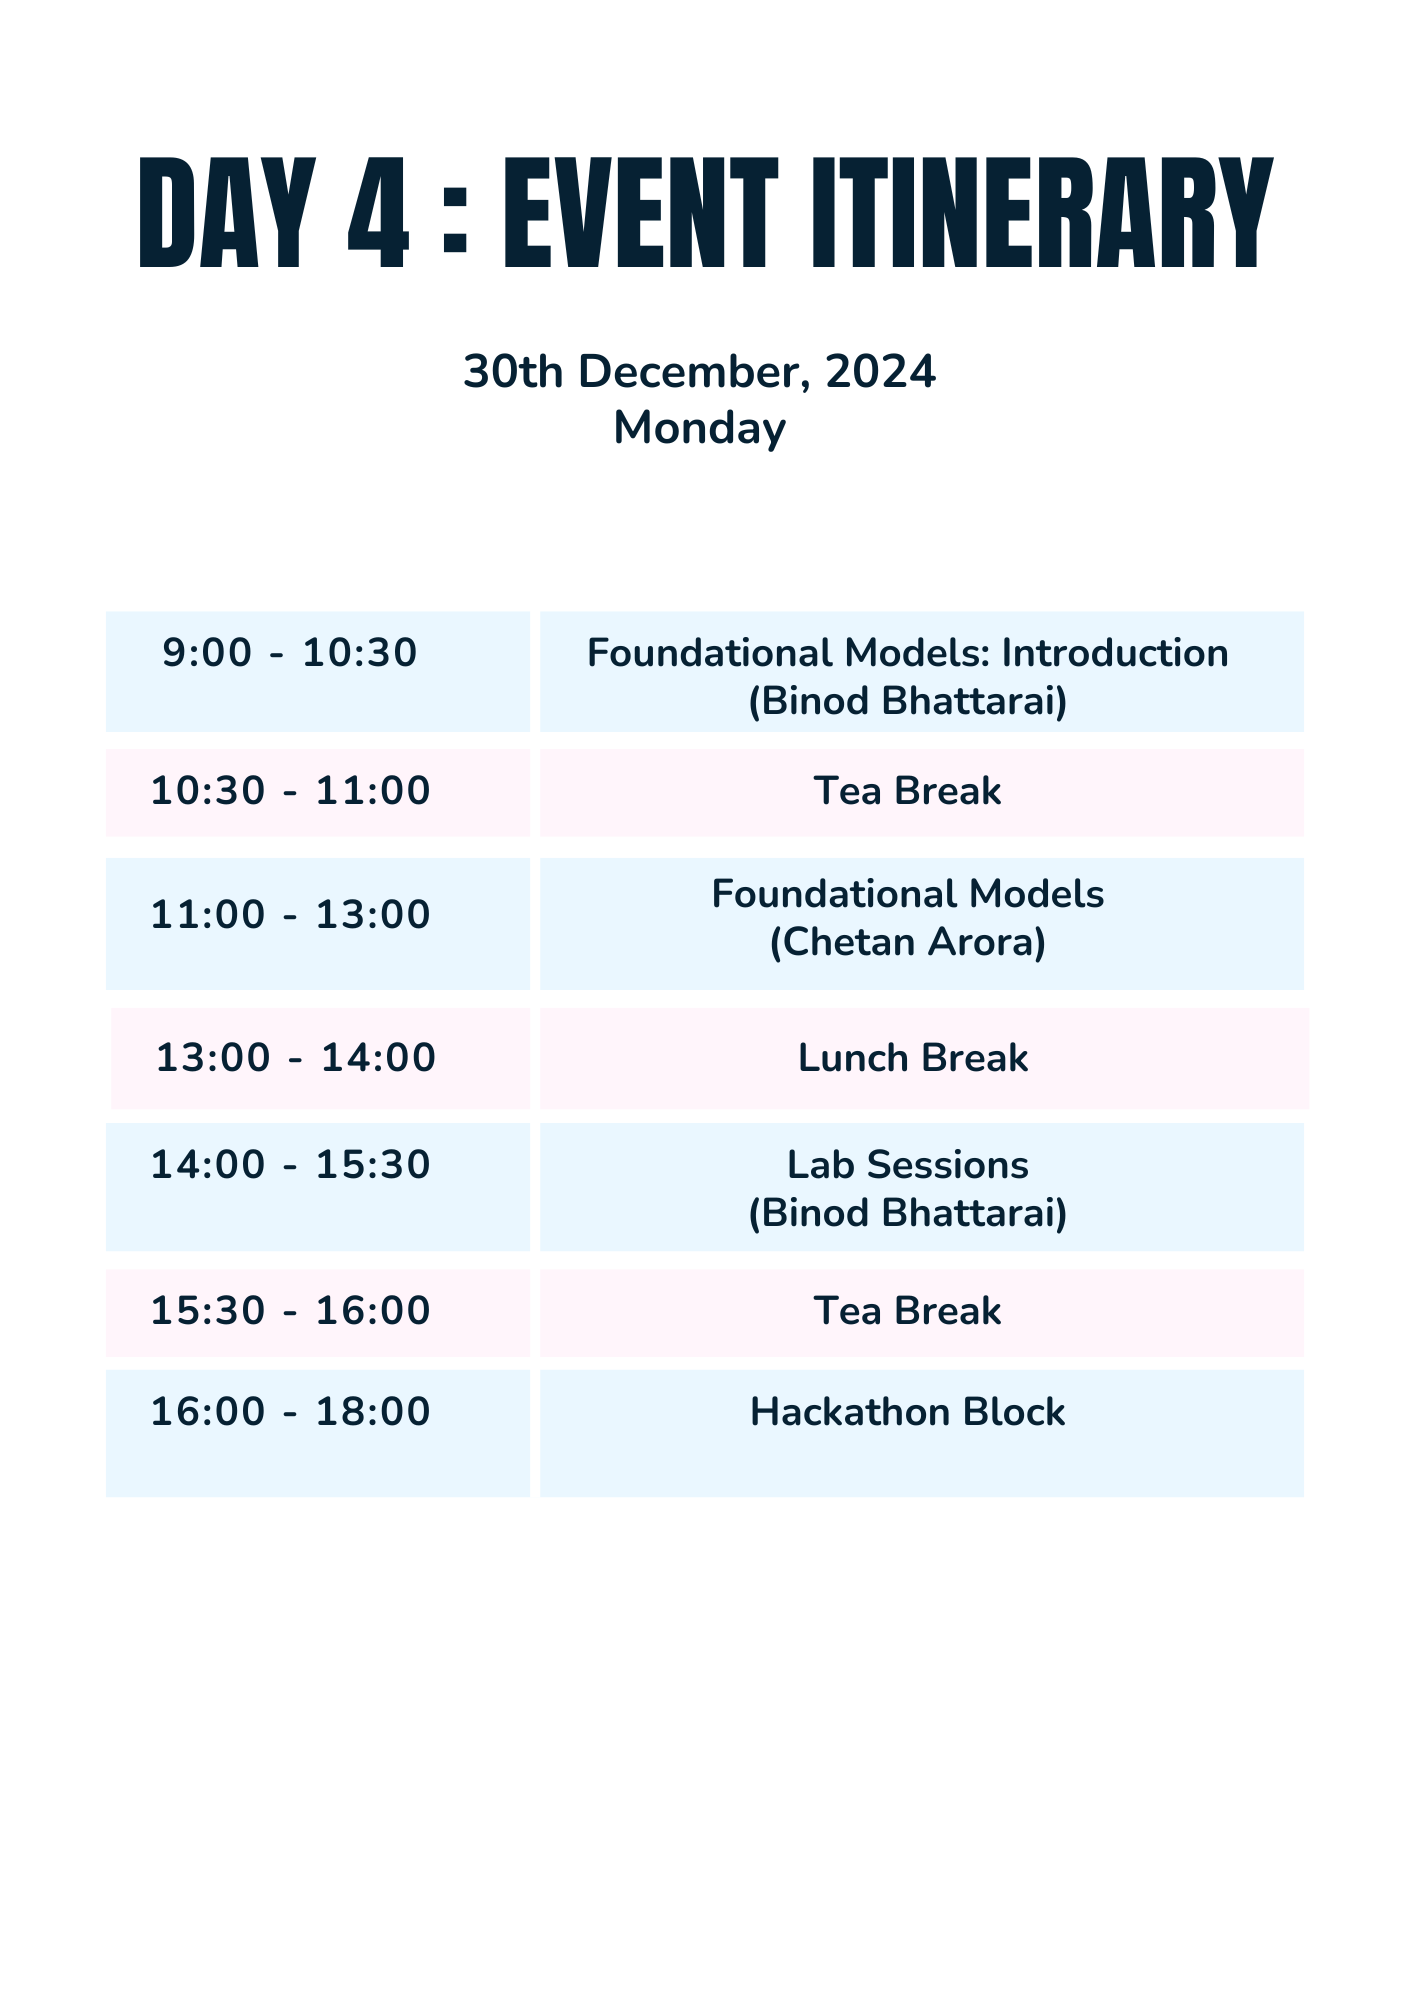 DAY 4 : EVENT ITINERARY
30th December, 2024
Monday
9:00 - 10:30
Foundational Models: Introduction
(Binod Bhattarai)
10:30 - 11:00
Tea Break
11:00 - 13:00
Foundational Models
(Chetan Arora)
13:00 - 14:00
Lunch Break
14:00 - 15:30
Lab Sessions
(Binod Bhattarai)
15:30 - 16:00
Tea Break
16:00 - 18:00
Hackathon Block